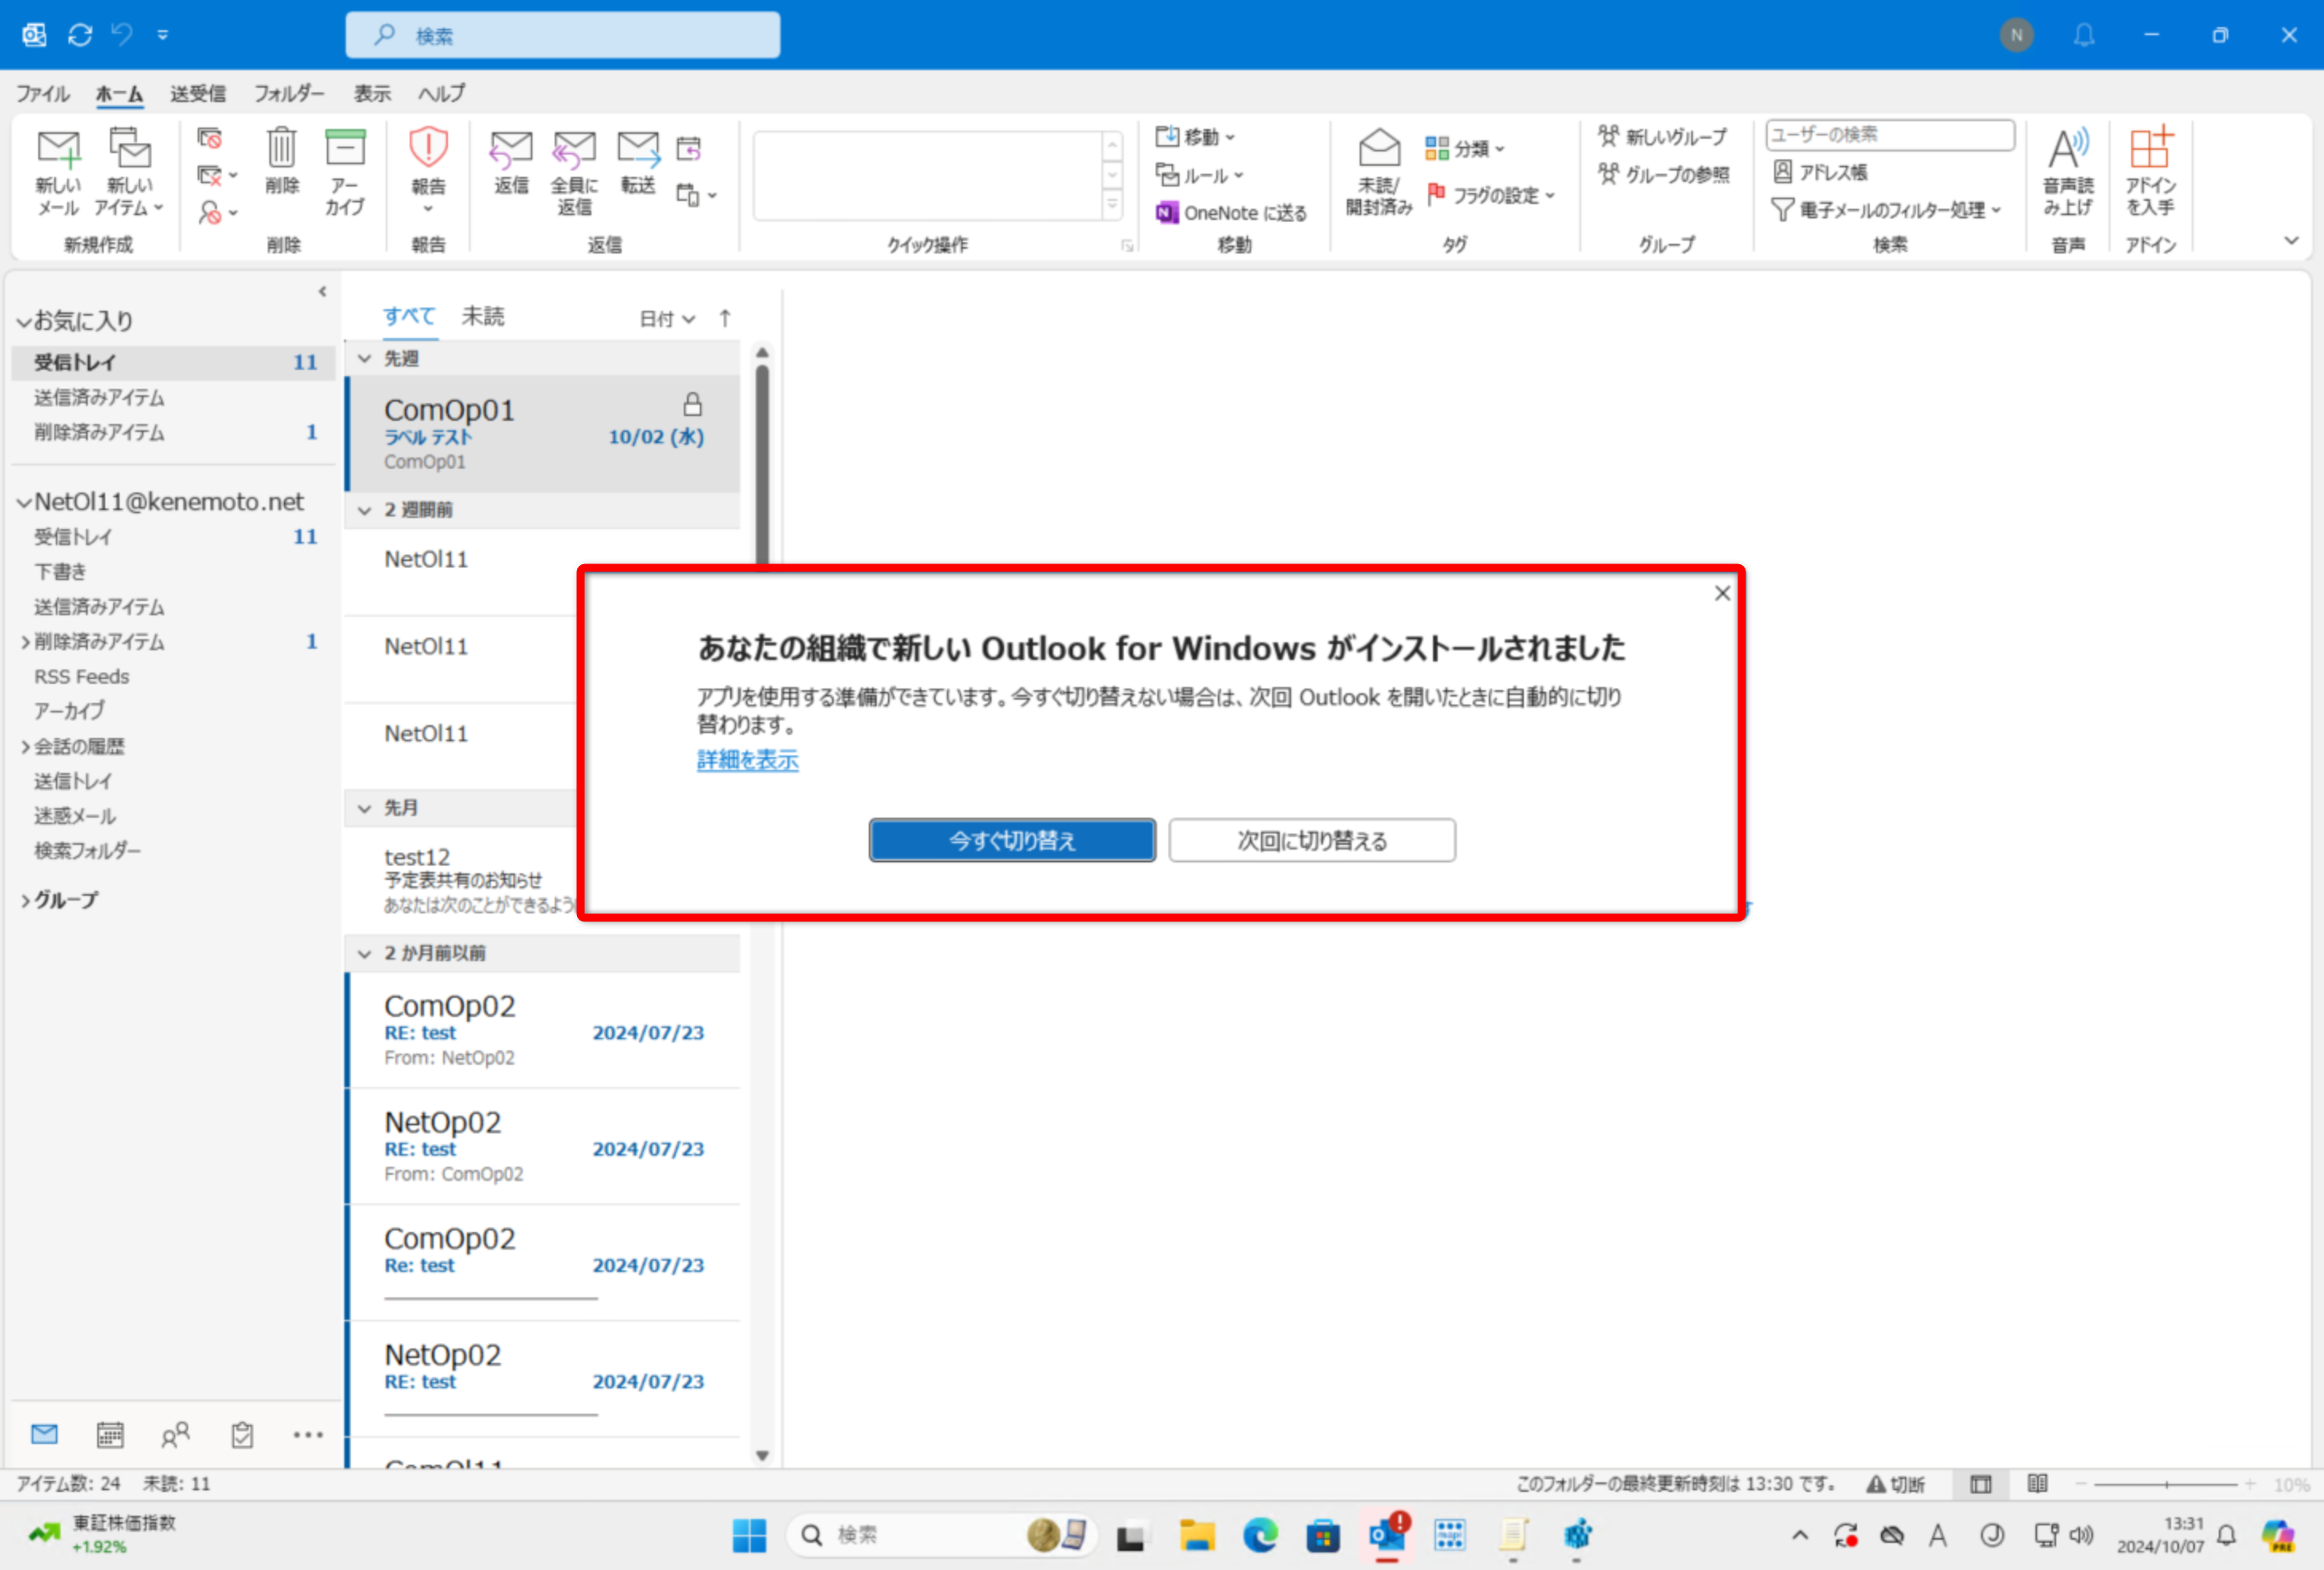 検索
N
ファイル ホーム 送受信 フォルダー 表示 ヘルプ
新しい
メール
新しい
アイテム
新規作成
削除
アー
カイブ
削除
報告
報告
返信
全員に
返信
転送
返信
クイック操作
移動
ルール
OneNote に送る
移動
未読/
開封済み
分類
フラグの設定
タグ
新しいグループ
グループの参照
グループ
ユーザーの検索
アドレス帳
電子メールのフィルター処理
検索
音声読
み上げ
音声
アドイン
を入手
アドイン
お気に入り
受信トレイ 11
送信済みアイテム
削除済みアイテム 1
NetOl11@kenemoto.net
受信トレイ 11
下書き
送信済みアイテム
削除済みアイテム 1
RSS Feeds
アーカイブ
会話の履歴
送信トレイ
迷惑メール
検索フォルダー
グループ
すべて 未読 日付
先週
ComOp01
ラベル テスト 10/02 (水)
ComOp01
2 週間前
NetOl11
NetOl11
NetOl11
先月
test12
予定表共有のお知らせ
あなたは次のことができるよう
2 か月前以前
ComOp02
RE: test 2024/07/23
From: NetOp02
NetOp02
RE: test 2024/07/23
From: ComOp02
ComOp02
Re: test 2024/07/23
NetOp02
RE: test 2024/07/23
ComOl11
あなたの組織で新しい Outlook for Windows がインストールされました
アプリを使用する準備ができています。今すぐ切り替えない場合は、次回 Outlook を開いたときに自動的に切り
替わります。
詳細を表示
今すぐ切り替え 次回に切り替える
アイテム数: 24 未読: 11
このフォルダーの最終更新時刻は 13:30 です。 切断 10%
東証株価指数
+1.92%
検索
A
13:31
2024/10/07
PRE